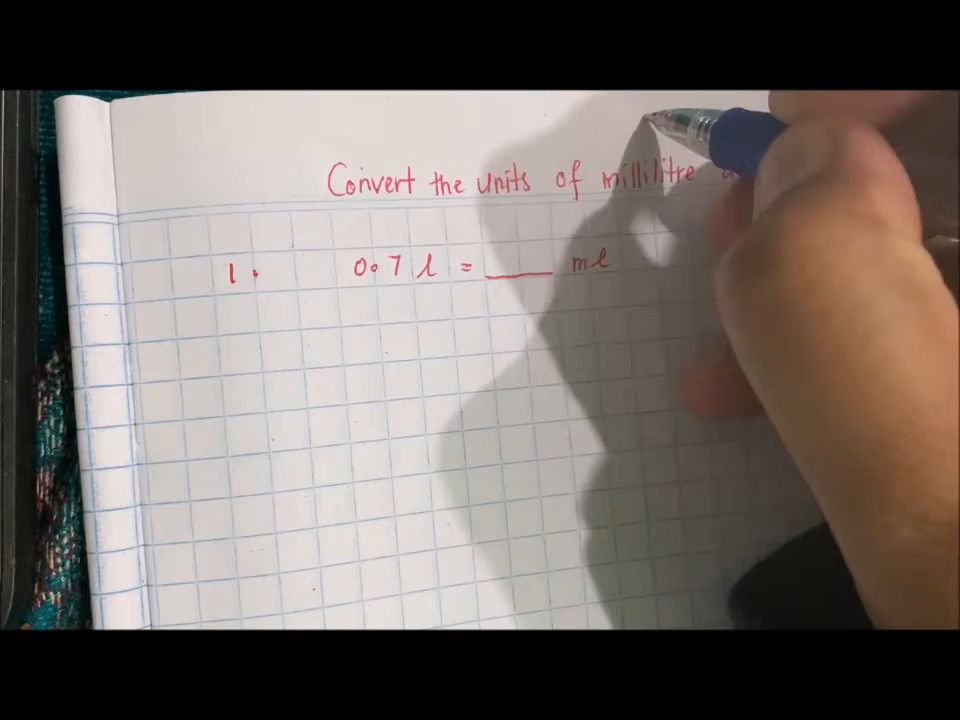 Convert the units of millilitre
1. 0.7 l = ____ ml